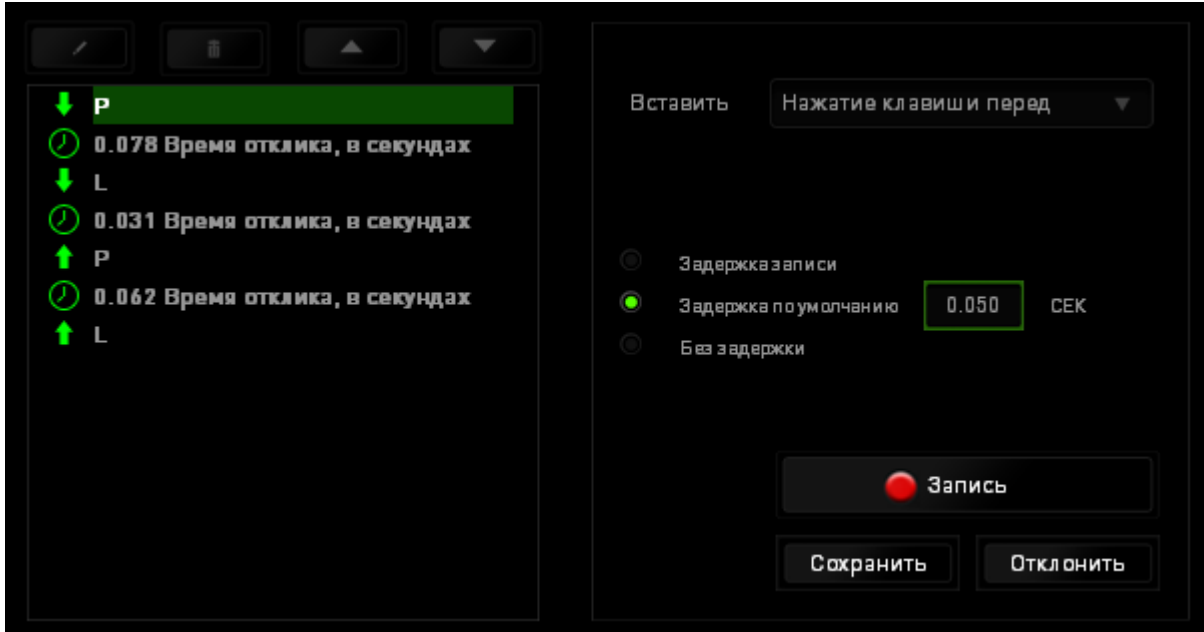 P
0.078 Время отклика, в секундах
L
0.031 Время отклика, в секундах
P
0.062 Время отклика, в секундах
L
Вставить Нажатие клавиши перед
Задержка записи
Задержка по умолчанию 0.050 СЕК
Без задержки
Запись
Сохранить Отклонить